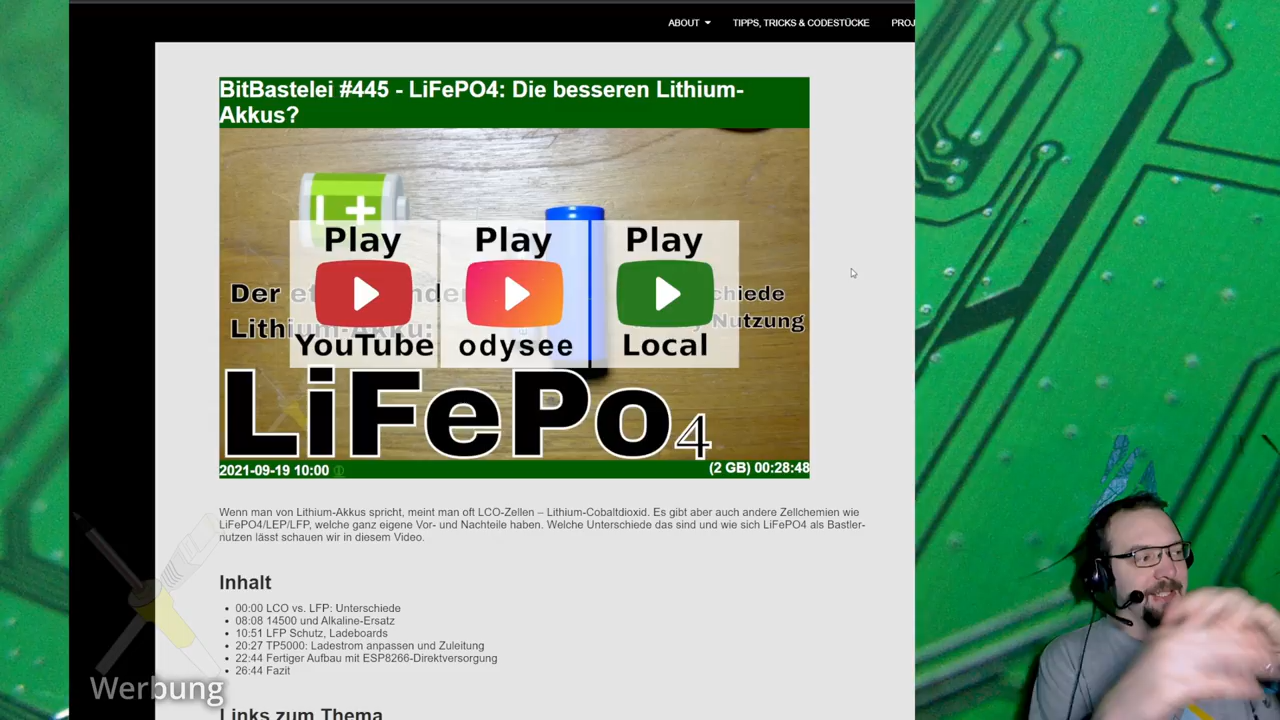 ABOUT TIPPS, TRICKS & CODESTÜCKE PROJ
BitBastelei #445 - LiFePO4: Die besseren Lithium-
Akkus?
Play Play Play
Der
Lithium-Akku:
chiede
Nutzung
YouTube odysee Local
LiFePo4
2021-09-19 10:00 (2 GB) 00:28:48
Wenn man von Lithium-Akkus spricht, meint man oft LCO-Zellen – Lithium-Cobaltdioxid. Es gibt aber auch andere Zellchemien wie
LiFePO4/LEP/LFP, welche ganz eigene Vor- und Nachteile haben. Welche Unterschiede das sind und wie sich LiFePO4 als Bastler-
nutzen lässt schauen wir in diesem Video.
Inhalt
00:00 LCO vs. LFP: Unterschiede
08:08 14500 und Alkaline-Ersatz
10:51 LFP Schutz, Ladeboards
20:27 TP5000: Ladestrom anpassen und Zuleitung
22:44 Fertiger Aufbau mit ESP8266-Direktversorgung
26:44 Fazit
Links zum Thema
Werbung